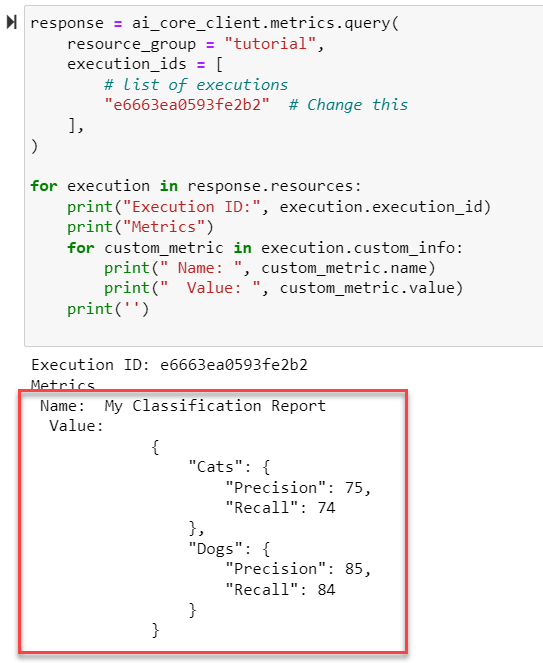 response = ai_core_client.metrics.query(
    resource_group = "tutorial",
    execution_ids = [
        # list of executions
        "e6663ea0593fe2b2"  # Change this
    ],
)

for execution in response.resources:
    print("Execution ID:", execution.execution_id)
    print("Metrics")
    for custom_metric in execution.custom_info:
        print(" Name: ", custom_metric.name)
        print("  Value: ", custom_metric.value)
    print('')

Execution ID: e6663ea0593fe2b2
Metrics
 Name:  My Classification Report
  Value:
             {
                 "Cats": {
                     "Precision": 75,
                     "Recall": 74
                 },
                 "Dogs": {
                     "Precision": 85,
                     "Recall": 84
                 }
             }